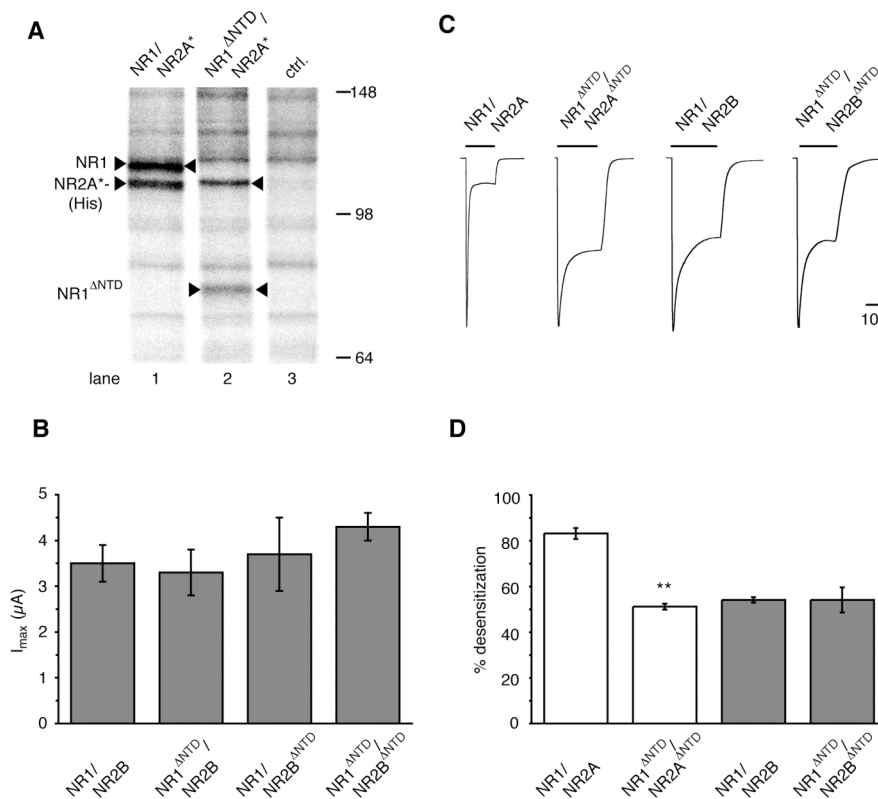 A
NR1/
NR2A*
NR1ΔNTD/
NR2A*
ctrl.
148
NR1
NR2A*-
(His)
98
NR1ΔNTD
64
lane 1 2 3
C
NR1/
NR2A
NR1ΔNTD/
NR2AΔNTD
NR1/
NR2B
NR1ΔNTD/
NR2BΔNTD
10
B
5
4
3
2
1
0
Imax (µA)
NR1/
NR2B
NR1ΔNTD/
NR2B
NR1/
NR2BΔNTD
NR1ΔNTD/
NR2BΔNTD
D
100
80
60
40
20
0
% desensitization
**
NR1/
NR2A
NR1ΔNTD/
NR2AΔNTD
NR1/
NR2B
NR1ΔNTD/
NR2BΔNTD